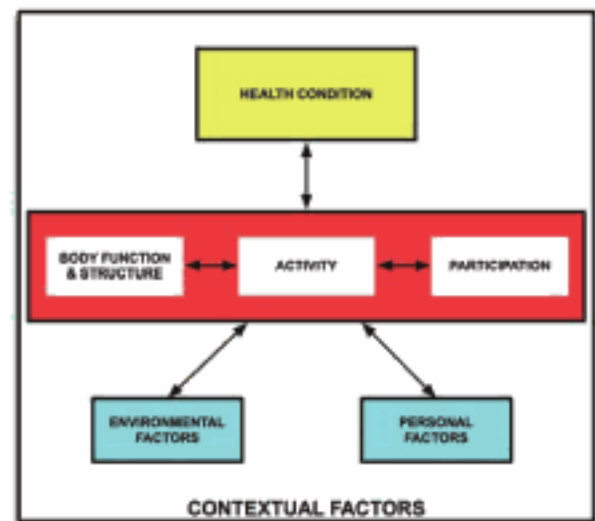 HEALTH CONDITION
BODY FUNCTION
& STRUCTURE
ACTIVITY
PARTICIPATION
ENVIRONMENTAL
FACTORS
PERSONAL
FACTORS
CONTEXTUAL FACTORS